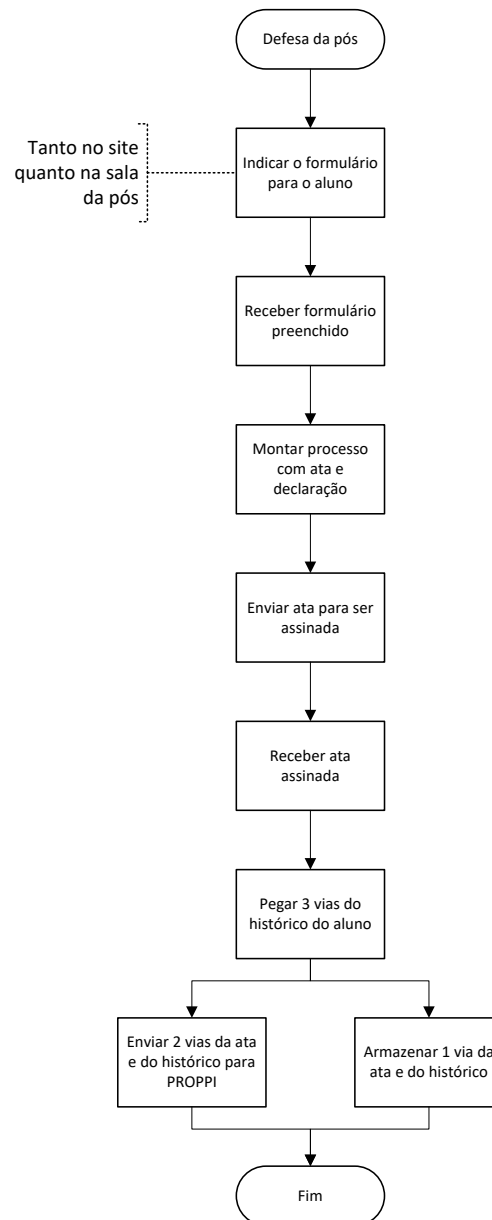 Defesa da pós
Tanto no site
quanto na sala
da pós
Indicar o formulário
para o aluno
Receber formulário
preenchido
Montar processo
com ata e
declaração
Enviar ata para ser
assinada
Receber ata
assinada
Pegar 3 vias do
histórico do aluno
Enviar 2 vias da ata
e do histórico para
PROPPI
Armazenar 1 via da
ata e do histórico
Fim